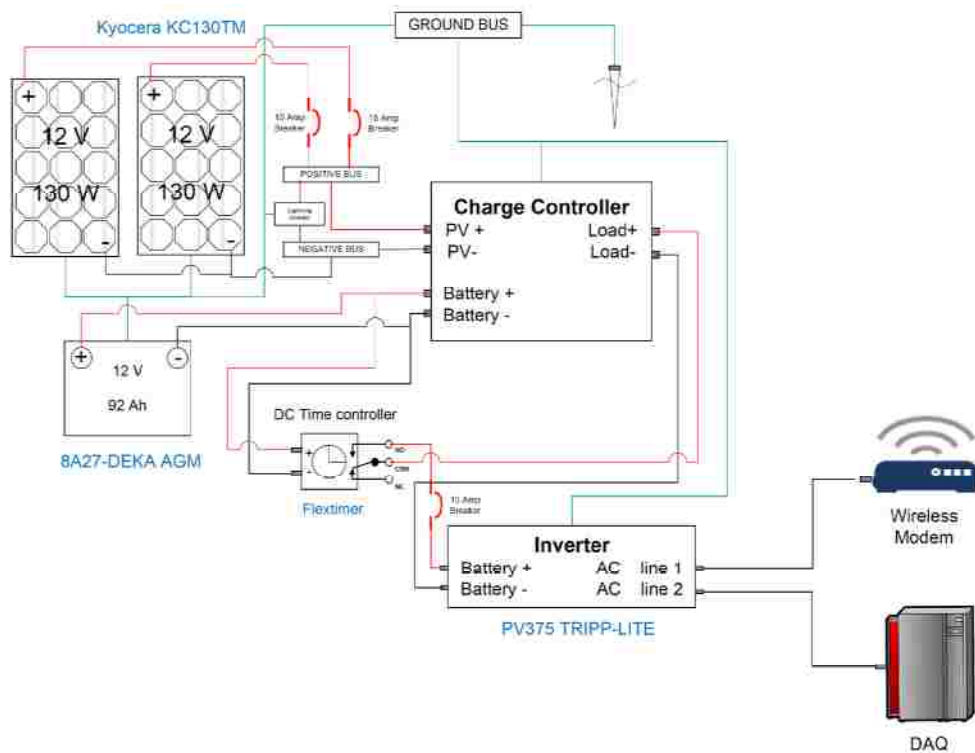 GROUND BUS
Kyocera KC130TM
+
+
12 V
12 V
130 W
130 W
-
-
Breaker
15 Amp
Breaker
POSITIVE BUS
NEGATIVE BUS
Charge Controller
PV +
Load+
PV-
Load-
Battery +
Battery -
+
-
12 V
92 Ah
8A27-DEKA AGM
DC Time controller
+
-
NO
COM
NC
Flextimer
Breaker
Inverter
Battery +
AC line 1
Battery -
AC line 2
PV375 TRIPP-LITE
Wireless
Modem
DAQ